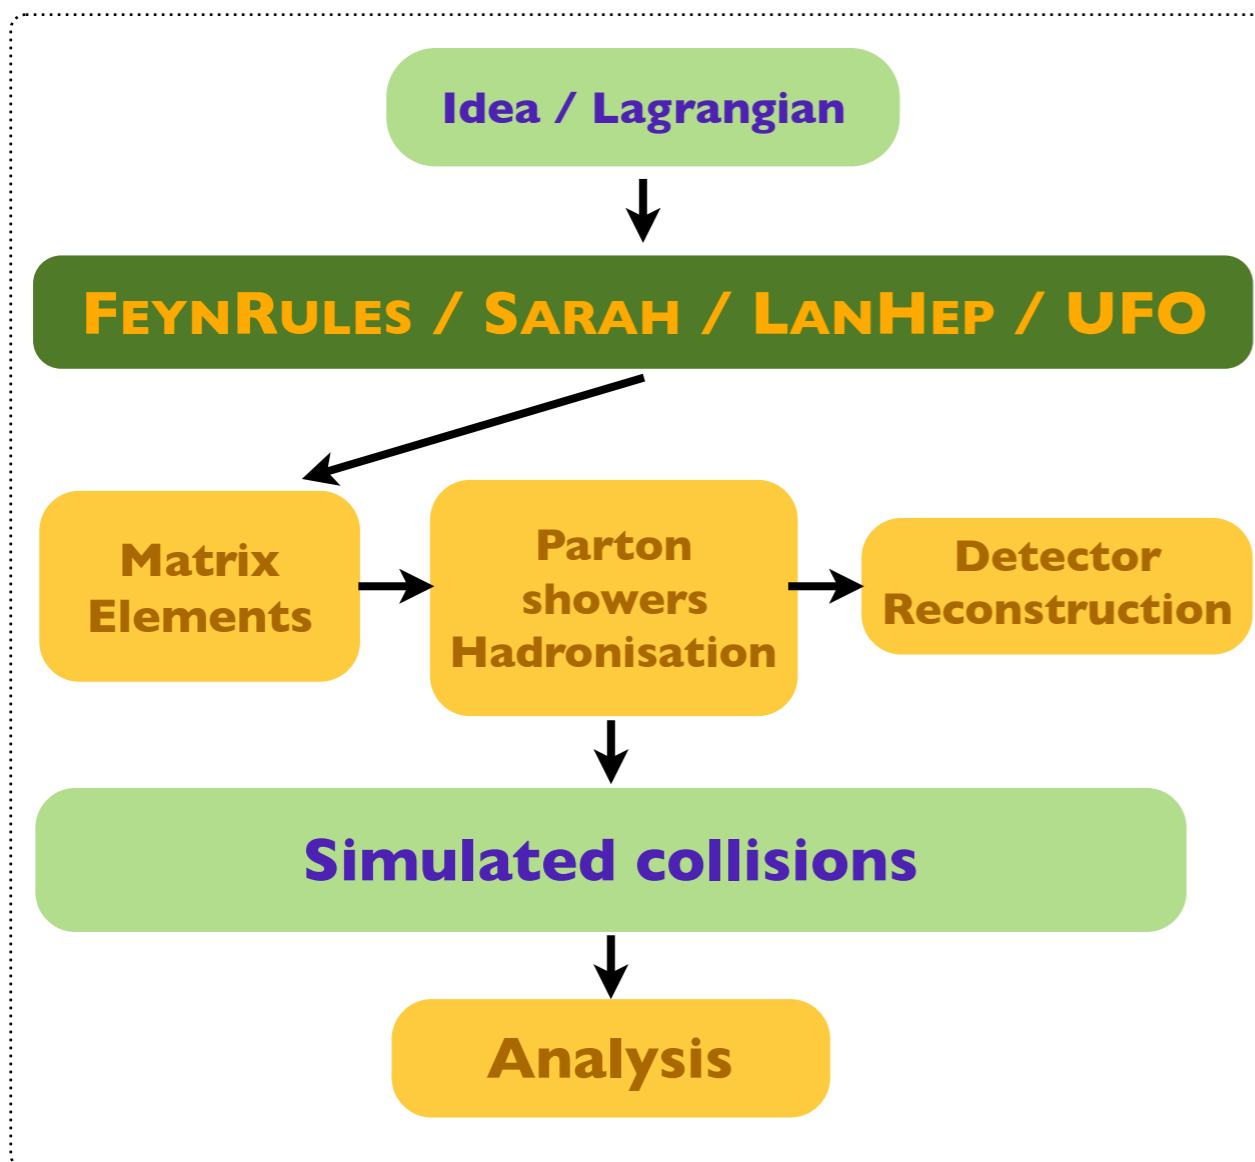 Idea / Lagrangian
FEYNRULES / SARAH / LANHEP / UFO
Matrix
Elements
Parton
showers
Hadronisation
Detector
Reconstruction
Simulated collisions
Analysis